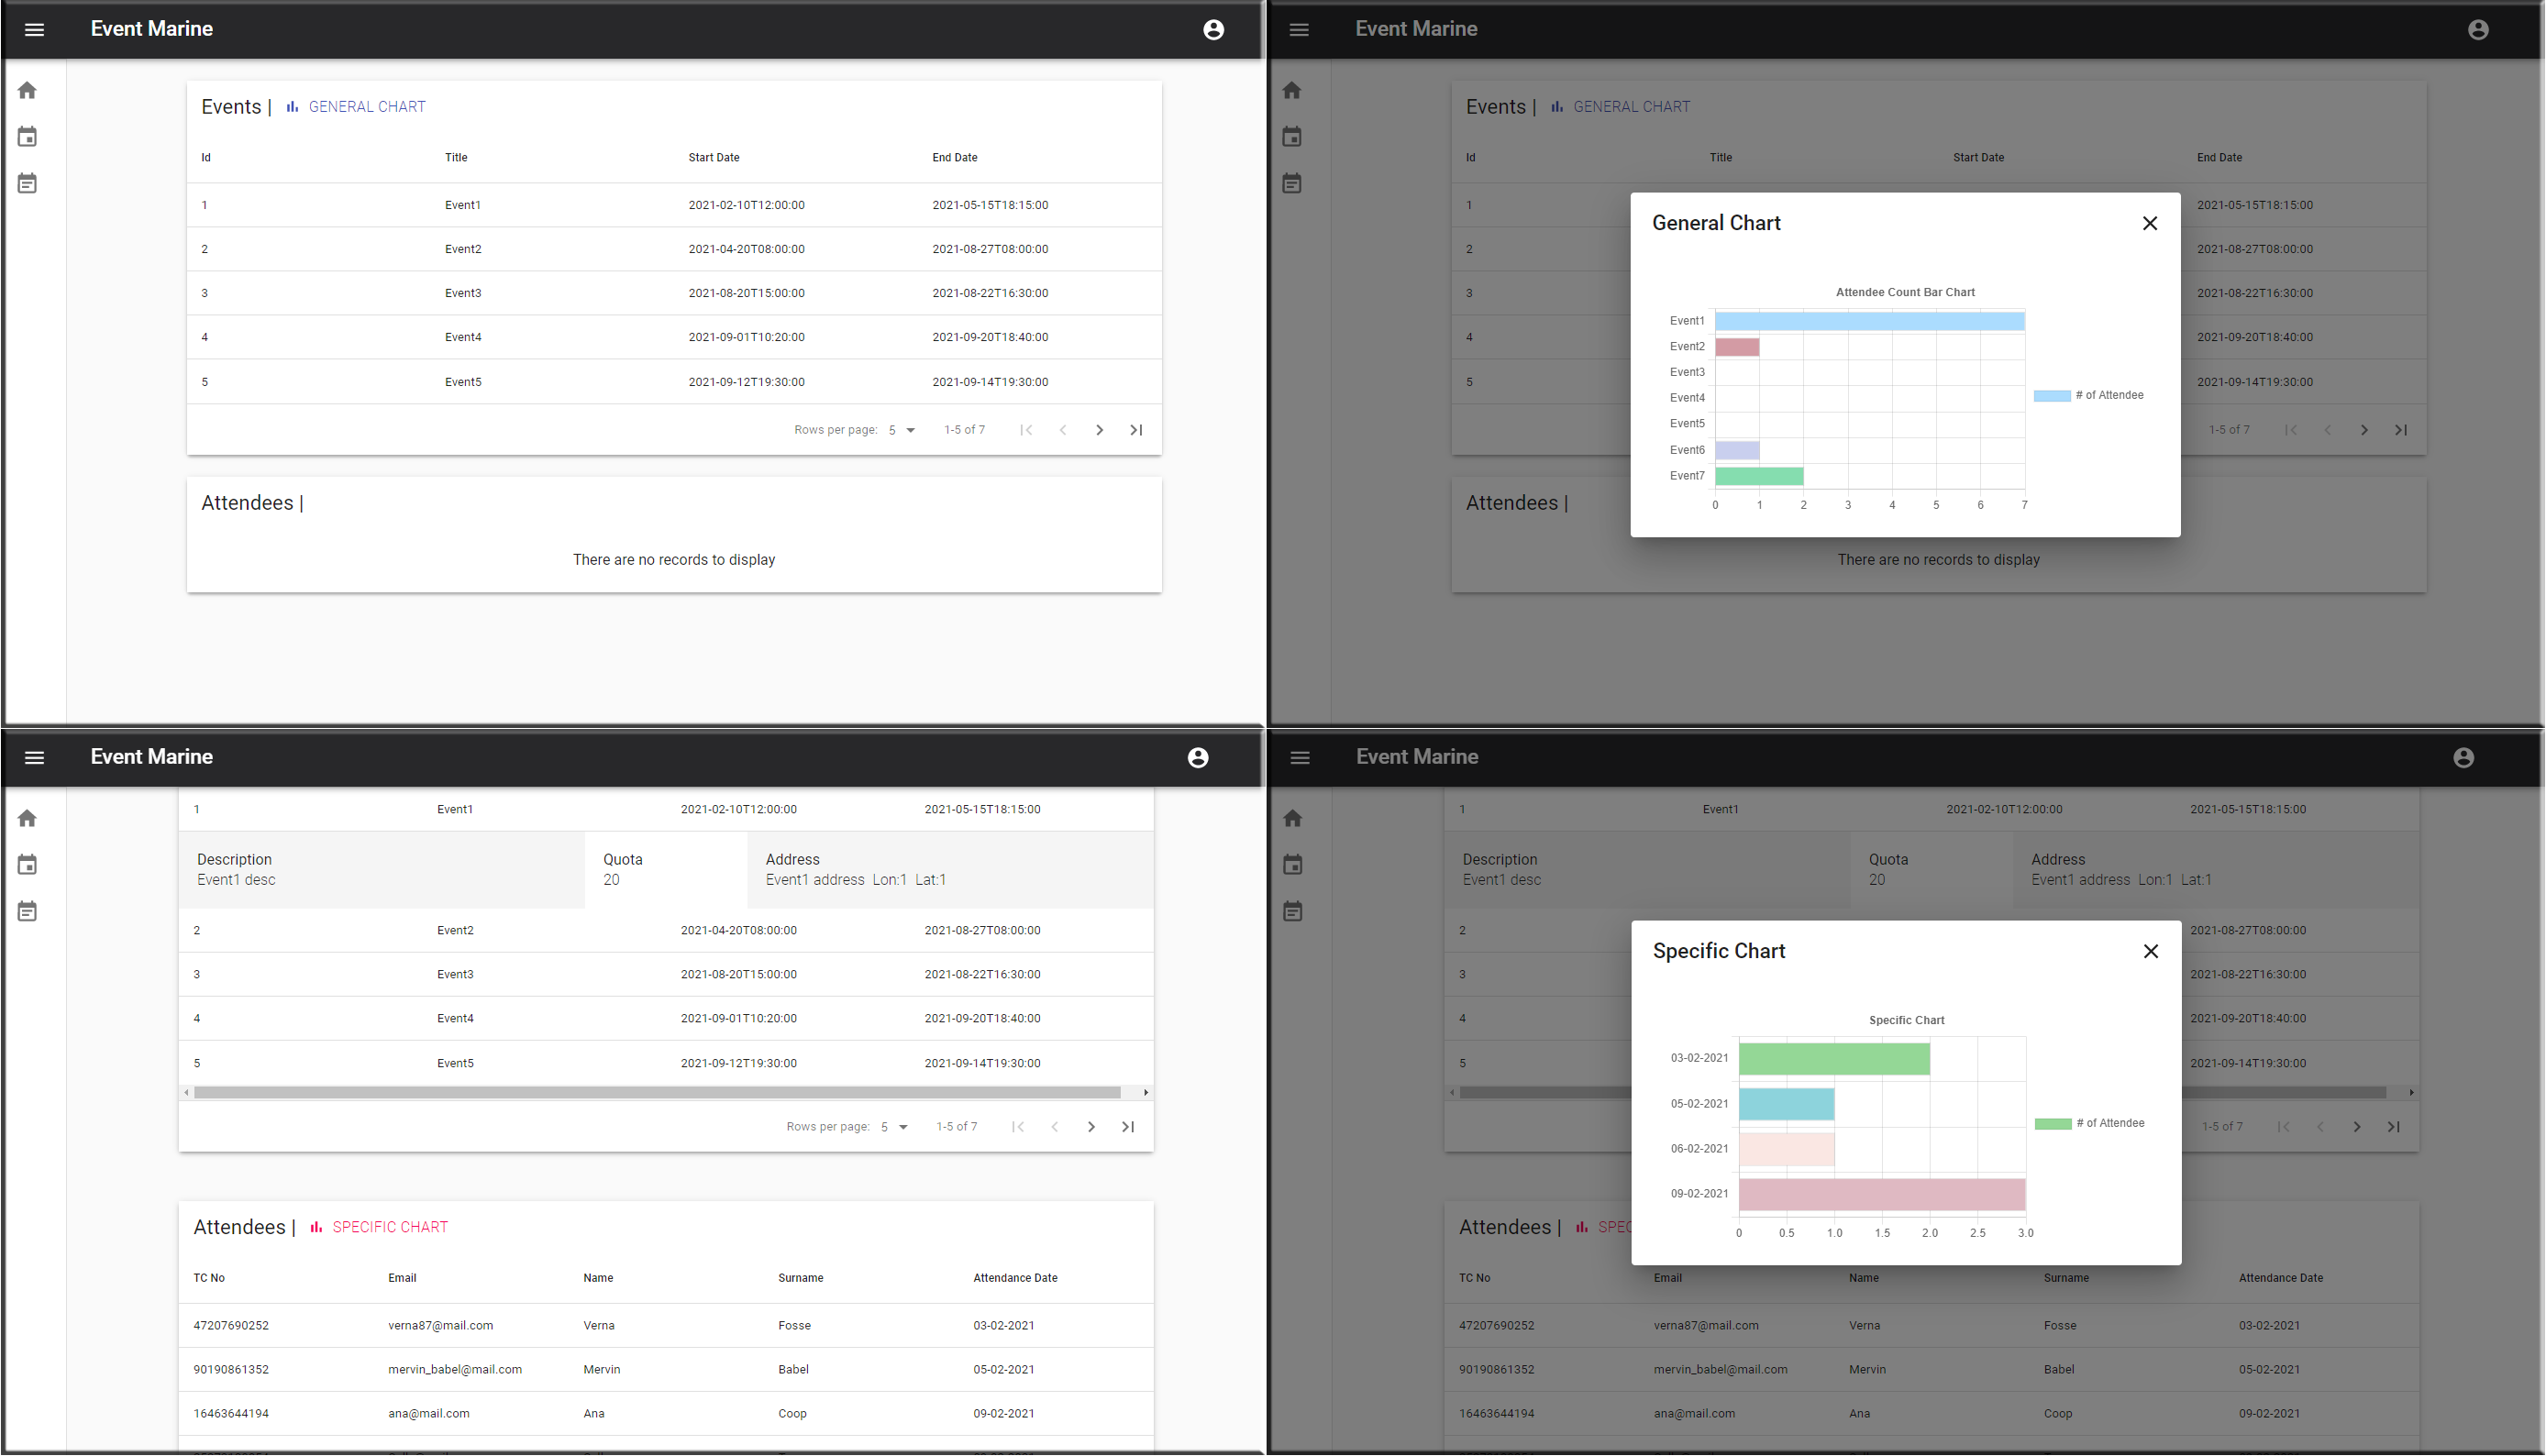 Event Marine
Events | GENERAL CHART
Id Title Start Date End Date
1 Event1 2021-02-10T12:00:00 2021-05-15T18:15:00
2 Event2 2021-04-20T08:00:00 2021-08-27T08:00:00
3 Event3 2021-08-20T15:00:00 2021-08-22T16:30:00
4 Event4 2021-09-01T10:20:00 2021-09-20T18:40:00
5 Event5 2021-09-12T19:30:00 2021-09-14T19:30:00
Rows per page: 5 1-5 of 7
Attendees |
There are no records to display
Event Marine
Events | GENERAL CHART
Id Title Start Date End Date
1 2021-05-15T18:15:00
2 2021-08-27T08:00:00
3 2021-08-22T16:30:00
4 2021-09-20T18:40:00
5 2021-09-14T19:30:00
1-5 of 7
Attendees |
There are no records to display
General Chart
Attendee Count Bar Chart
Event1
Event2
Event3
Event4
Event5
Event6
Event7
0 1 2 3 4 5 6 7
# of Attendee
Event Marine
1 Event1 2021-02-10T12:00:00 2021-05-15T18:15:00
Description Quota Address
Event1 desc 20 Event1 address Lon:1 Lat:1
2 Event2 2021-04-20T08:00:00 2021-08-27T08:00:00
3 Event3 2021-08-20T15:00:00 2021-08-22T16:30:00
4 Event4 2021-09-01T10:20:00 2021-09-20T18:40:00
5 Event5 2021-09-12T19:30:00 2021-09-14T19:30:00
Rows per page: 5 1-5 of 7
Attendees | SPECIFIC CHART
TC No Email Name Surname Attendance Date
47207690252 verna87@mail.com Verna Fosse 03-02-2021
90190861352 mervin_babel@mail.com Mervin Babel 05-02-2021
16463644194 ana@mail.com Ana Coop 09-02-2021
Event Marine
1 Event1 2021-02-10T12:00:00 2021-05-15T18:15:00
Description Quota Address
Event1 desc 20 Event1 address Lon:1 Lat:1
2 2021-08-27T08:00:00
3 2021-08-22T16:30:00
4 2021-09-20T18:40:00
5 2021-09-14T19:30:00
1-5 of 7
Specific Chart
Specific Chart
03-02-2021
05-02-2021
06-02-2021
09-02-2021
0 0.5 1.0 1.5 2.0 2.5 3.0
# of Attendee
Attendees | SPEC
TC No Email Name Surname Attendance Date
47207690252 verna87@mail.com Verna Fosse 03-02-2021
90190861352 mervin_babel@mail.com Mervin Babel 05-02-2021
16463644194 ana@mail.com Ana Coop 09-02-2021